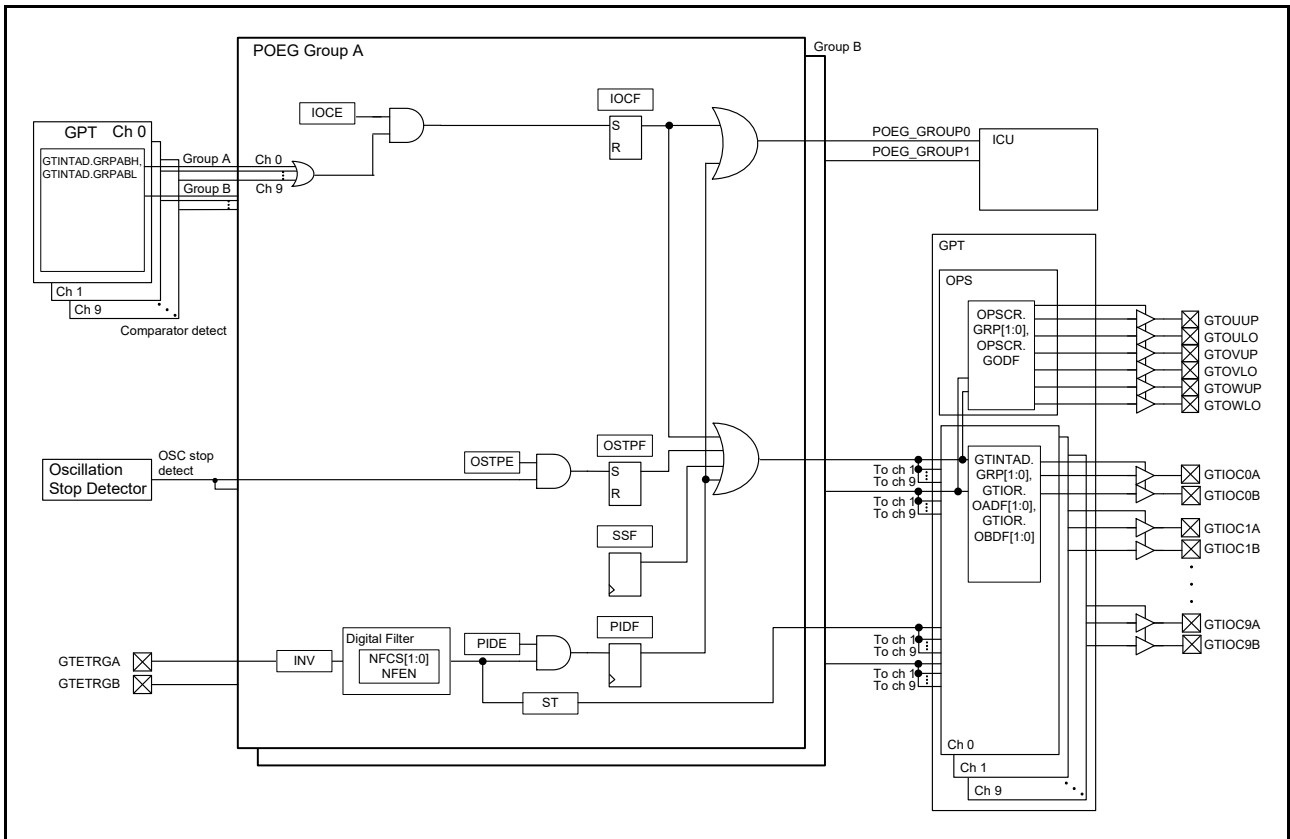 POEG Group A
Group B
IOCE
IOCF
S
R
GPT Ch 0
GTINTAD.GRPABH,
GTINTAD.GRPABL
Group A
Group B
Ch 0
Ch 9
Ch 1
Ch 9
Comparator detect
POEG_GROUP0
POEG_GROUP1
ICU
GPT
OPS
OPSCR.
GRP[1:0],
OPSCR.
GODF
GTOUUP
GTOULO
GTOVUP
GTOVLO
GTOWUP
GTOWLO
Oscillation
Stop Detector
OSC stop
detect
OSTPE
OSTPF
S
R
SSF
To ch 1
To ch 9
To ch 1
To ch 9
GTINTAD.
GRP[1:0],
GTIOR.
OADF[1:0],
GTIOR.
OBDF[1:0]
GTIOC0A
GTIOC0B
GTIOC1A
GTIOC1B
GTIOC9A
GTIOC9B
GTETRGA
GTETRGB
INV
Digital Filter
NFCS[1:0]
NFEN
PIDE
PIDF
ST
To ch 1
To ch 9
To ch 1
To ch 9
Ch 0
Ch 1
Ch 9